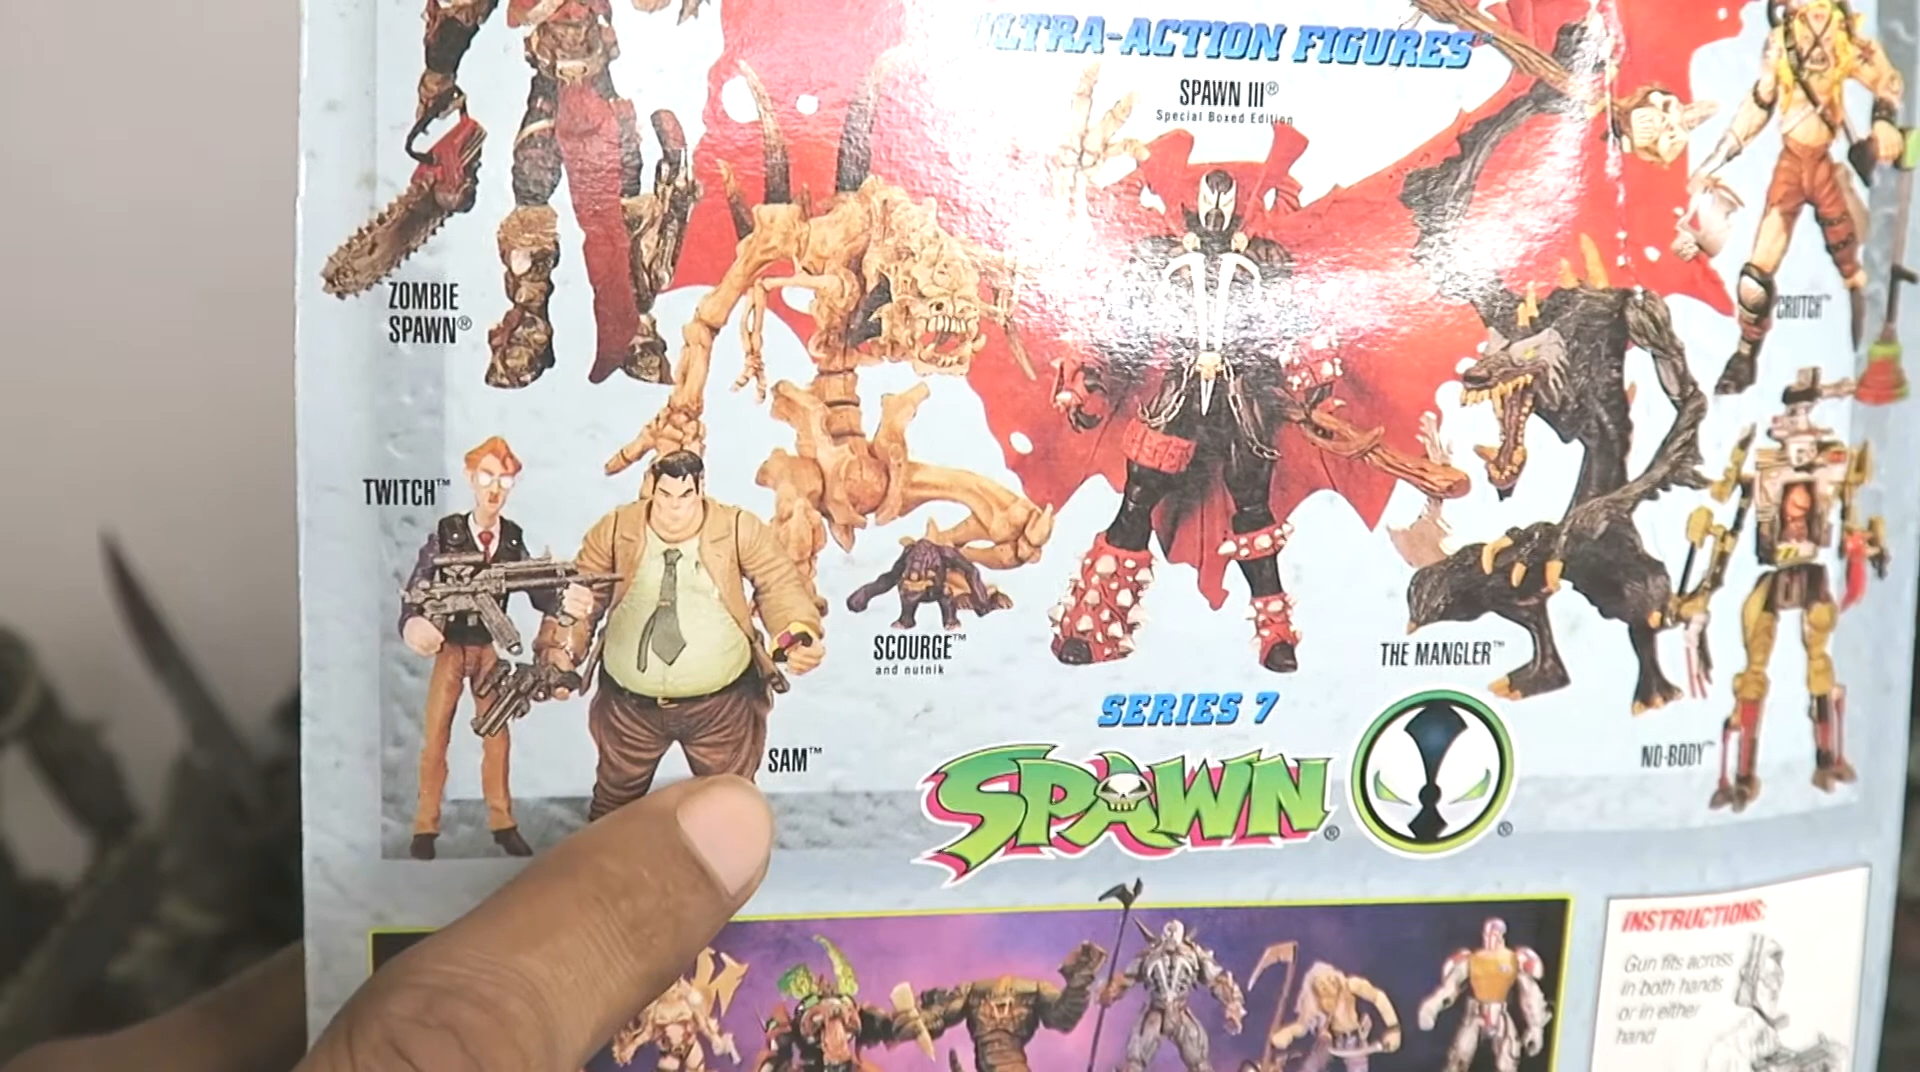 ULTRA-ACTION FIGURES™
SPAWN III®
Special Boxed Edition
ZOMBIE
SPAWN®
CRUTCH™
TWITCH™
SCOURGE™
and nutnik
THE MANGLER™
SAM™
SERIES 7
SPAWN®
NO-BODY™
INSTRUCTIONS:
Gun fits across
in both hands
or in either
hand